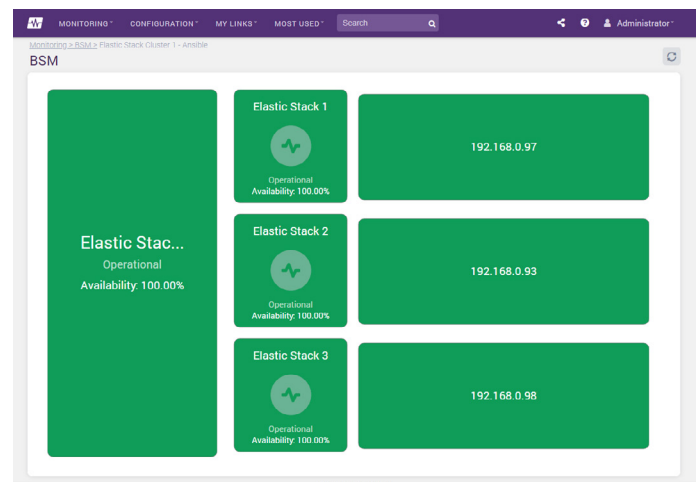 MONITORING CONFIGURATION MY LINKS MOST USED Search Administrator
Monitoring > BSM > Elastic Stack Cluster 1 - Ansible
BSM
Elastic Stac...
Operational
Availability: 100.00%
Elastic Stack 1
Operational
Availability: 100.00%
192.168.0.97
Elastic Stack 2
Operational
Availability: 100.00%
192.168.0.93
Elastic Stack 3
Operational
Availability: 100.00%
192.168.0.98